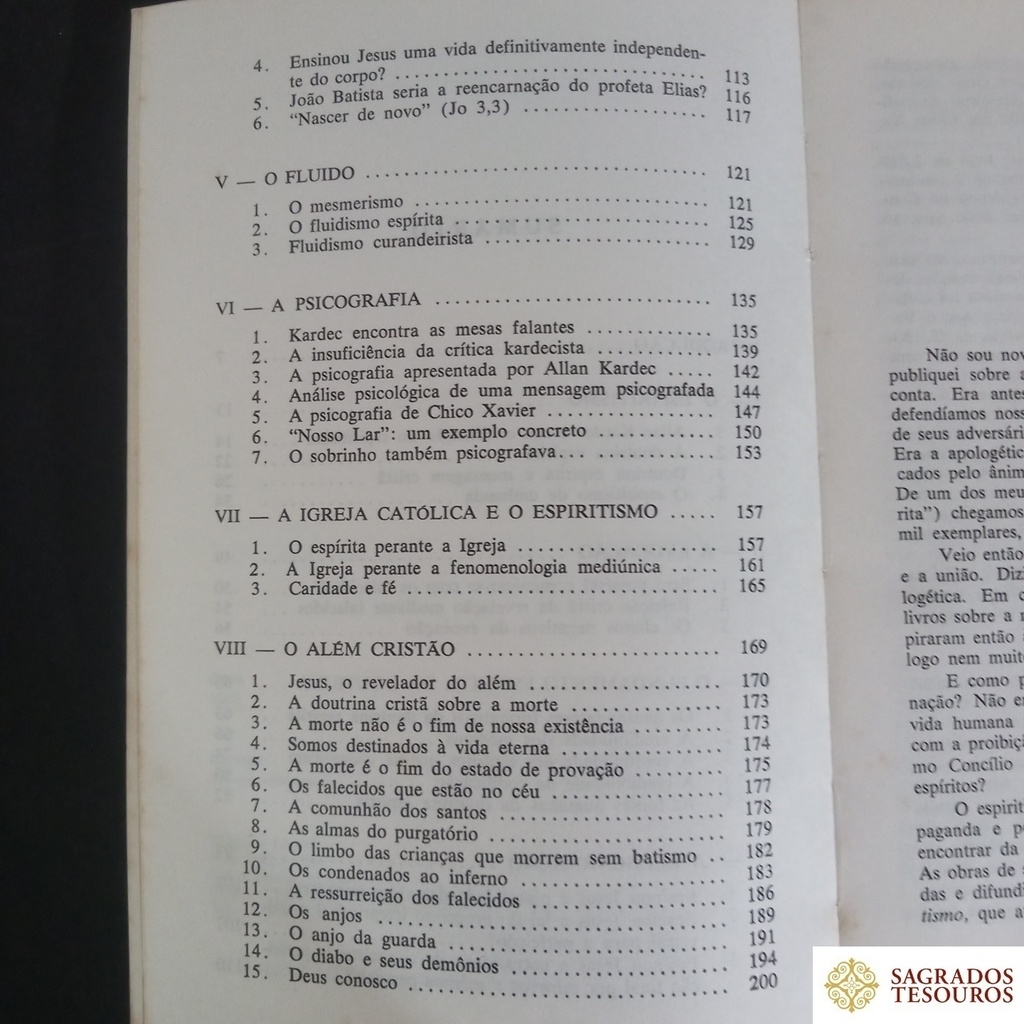 4. Ensinou Jesus uma vida definitivamente independen-
te do corpo? ................................ 113
5. João Batista seria a reencarnação do profeta Elias? 116
6. “Nascer de novo” (Jo 3,3) ................... 117
V — O FLUIDO .................................... 121
1. O mesmerismo ............................. 121
2. O fluidismo espírita ......................... 125
3. Fluidismo curandeirista ...................... 129
VI — A PSICOGRAFIA ............................ 135
1. Kardec encontra as mesas falantes ............. 135
2. A insuficiência da crítica kardecista ............ 139
3. A psicografia apresentada por Allan Kardec ...... 142
4. Análise psicológica de uma mensagem psicografada 144
5. A psicografia de Chico Xavier ................. 147
6. “Nosso Lar”: um exemplo concreto ............ 150
7. O sobrinho também psicografava... ............ 153
VII — A IGREJA CATÓLICA E O ESPIRITISMO ..... 157
1. O espírita perante a Igreja .................... 157
2. A Igreja perante a fenomenologia mediúnica ..... 161
3. Caridade e fé ............................... 165
VIII — O ALÉM CRISTÃO ......................... 169
1. Jesus, o revelador do além ................... 170
2. A doutrina cristã sobre a morte ............... 173
3. A morte não é o fim de nossa existência ......... 173
4. Somos destinados à vida eterna ................ 174
5. A morte é o fim do estado de provação ......... 175
6. Os falecidos que estão no céu ................. 177
7. A comunhão dos santos ...................... 178
8. As almas do purgatório ....................... 179
9. O limbo das crianças que morrem sem batismo .. 182
10. Os condenados ao inferno .................... 183
11. A ressurreição dos falecidos ................... 186
12. Os anjos .................................. 189
13. O anjo da guarda ........................... 191
14. O diabo e seus demônios ..................... 194
15. Deus conosco ............................... 200
Não sou
publiquei sobre
conta. Era antes
defendíamos
de seus
Era a
cados pelo
De um dos
rita”) chegamos
mil exemplares,
Veio então
e a união.
logética. Em
livros sobre a
piraram então
logo nem
E como
nação? Não
vida humana
com a
mo Concílio
espíritos?
O
paganda e
encontrar da
As obras de
das e
tismo, que
SAGRADOS
TESOUROS